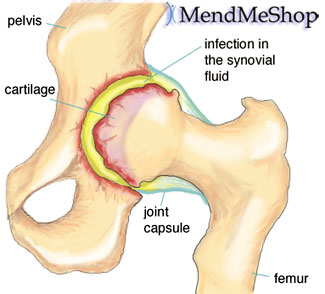 MendMeShop
pelvis
infection in
the synovial
fluid
cartilage
joint
capsule
femur